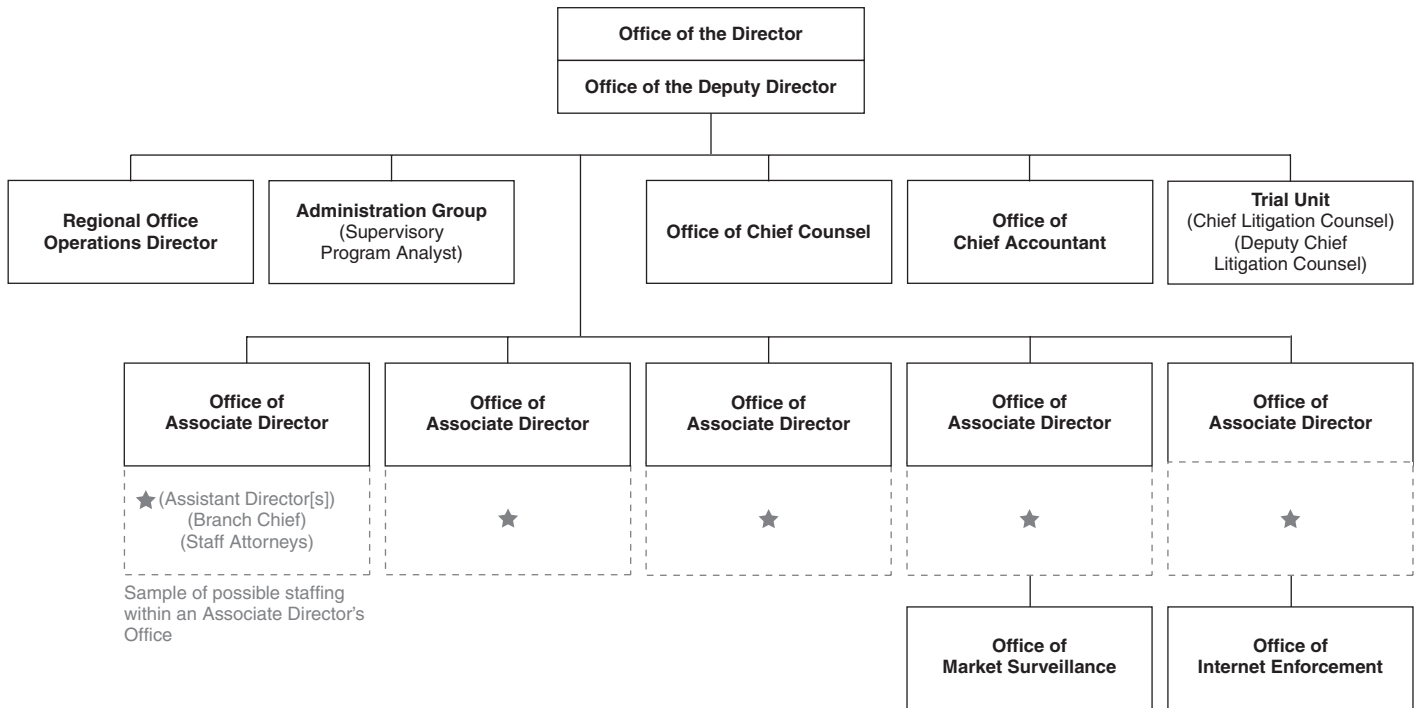 Office of the Director
Office of the Deputy Director
Regional Office
Operations Director
Administration Group
(Supervisory
Program Analyst)
Office of Chief Counsel
Office of
Chief Accountant
Trial Unit
(Chief Litigation Counsel)
(Deputy Chief
Litigation Counsel)
Office of
Associate Director
Office of
Associate Director
Office of
Associate Director
Office of
Associate Director
Office of
Associate Director
(Assistant Director[s])
(Branch Chief)
(Staff Attorneys)
Sample of possible staffing
within an Associate Director’s
Office
Office of
Market Surveillance
Office of
Internet Enforcement